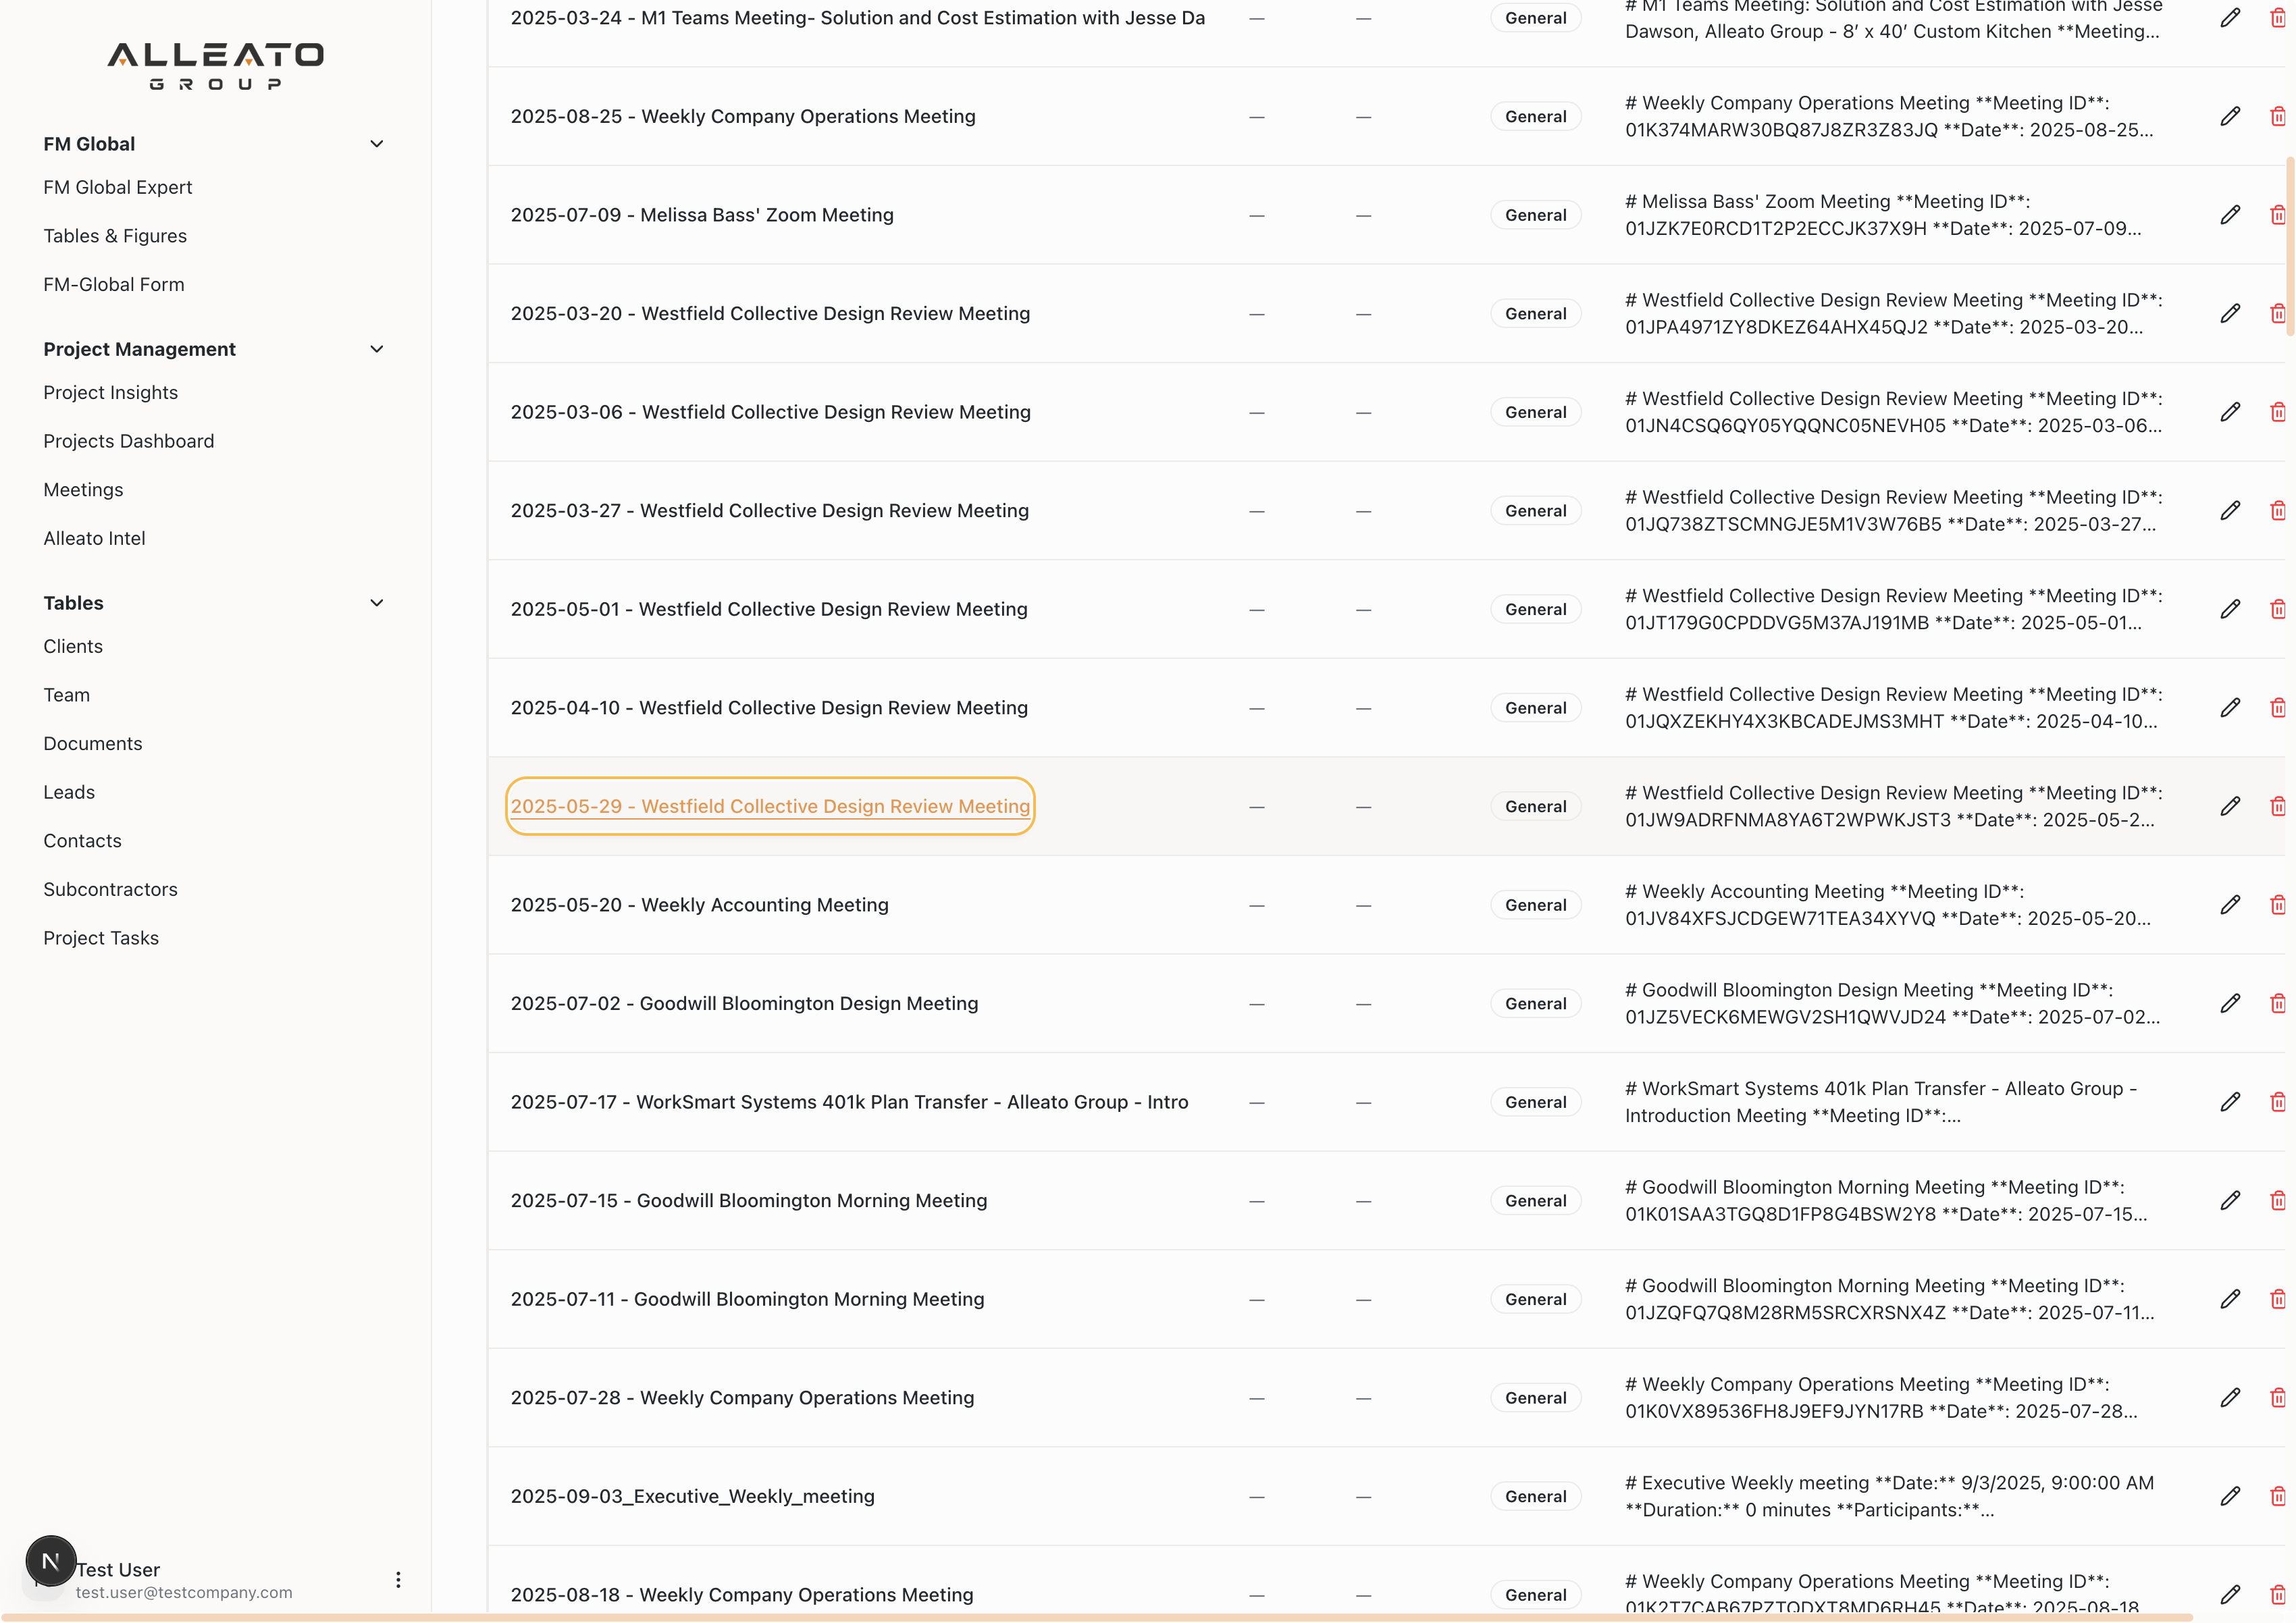 ALLEATO
GROUP
FM Global
FM Global Expert
Tables & Figures
FM-Global Form
Project Management
Project Insights
Projects Dashboard
Meetings
Alleato Intel
Tables
Clients
Team
Documents
Leads
Contacts
Subcontractors
Project Tasks
N
Test User
test.user@testcompany.com
2025-03-24 - M1 Teams Meeting- Solution and Cost Estimation with Jesse Da — — General
# M1 Teams Meeting: Solution and Cost Estimation with Jesse
Dawson, Alleato Group - 8’ x 40’ Custom Kitchen **Meeting...
2025-08-25 - Weekly Company Operations Meeting — — General
# Weekly Company Operations Meeting **Meeting ID**:
01K374MARW30BQ87J8ZR3Z83JQ **Date**: 2025-08-25...
2025-07-09 - Melissa Bass' Zoom Meeting — — General
# Melissa Bass' Zoom Meeting **Meeting ID**:
01JZK7E0RCD1T2P2ECCJK37X9H **Date**: 2025-07-09...
2025-03-20 - Westfield Collective Design Review Meeting — — General
# Westfield Collective Design Review Meeting **Meeting ID**:
01JPA4971ZY8DKEZ64AHX45QJ2 **Date**: 2025-03-20...
2025-03-06 - Westfield Collective Design Review Meeting — — General
# Westfield Collective Design Review Meeting **Meeting ID**:
01JN4CSQ6QY05YQQNC05NEVH05 **Date**: 2025-03-06...
2025-03-27 - Westfield Collective Design Review Meeting — — General
# Westfield Collective Design Review Meeting **Meeting ID**:
01JQ738ZTSCMNGJE5M1V3W76B5 **Date**: 2025-03-27...
2025-05-01 - Westfield Collective Design Review Meeting — — General
# Westfield Collective Design Review Meeting **Meeting ID**:
01JT179G0CPDDVG5M37AJ191MB **Date**: 2025-05-01...
2025-04-10 - Westfield Collective Design Review Meeting — — General
# Westfield Collective Design Review Meeting **Meeting ID**:
01JQXZEKHY4X3KBCADEJMS3MHT **Date**: 2025-04-10...
2025-05-29 - Westfield Collective Design Review Meeting — — General
# Westfield Collective Design Review Meeting **Meeting ID**:
01JW9ADRFNMA8YA6T2WPWKJST3 **Date**: 2025-05-2...
2025-05-20 - Weekly Accounting Meeting — — General
# Weekly Accounting Meeting **Meeting ID**:
01JV84XFSJCDGEW71TEA34XYVQ **Date**: 2025-05-20...
2025-07-02 - Goodwill Bloomington Design Meeting — — General
# Goodwill Bloomington Design Meeting **Meeting ID**:
01JZ5VECK6MEWGV2SH1QWVJD24 **Date**: 2025-07-02...
2025-07-17 - WorkSmart Systems 401k Plan Transfer - Alleato Group - Intro — — General
# WorkSmart Systems 401k Plan Transfer - Alleato Group -
Introduction Meeting **Meeting ID**:...
2025-07-15 - Goodwill Bloomington Morning Meeting — — General
# Goodwill Bloomington Morning Meeting **Meeting ID**:
01K01SAA3TGQ8D1FP8G4BSW2Y8 **Date**: 2025-07-15...
2025-07-11 - Goodwill Bloomington Morning Meeting — — General
# Goodwill Bloomington Morning Meeting **Meeting ID**:
01JZQFQ7Q8M28RM5SRCXRSNX4Z **Date**: 2025-07-11...
2025-07-28 - Weekly Company Operations Meeting — — General
# Weekly Company Operations Meeting **Meeting ID**:
01K0VX89536FH8J9EF9JYN17RB **Date**: 2025-07-28...
2025-09-03_Executive_Weekly_meeting — — General
# Executive Weekly meeting **Date:** 9/3/2025, 9:00:00 AM
**Duration:** 0 minutes **Participants:**...
2025-08-18 - Weekly Company Operations Meeting — — General
# Weekly Company Operations Meeting **Meeting ID**:
01K2T7CAB67PZTQDXT8MD6RH45 **Date**: 2025-08-18